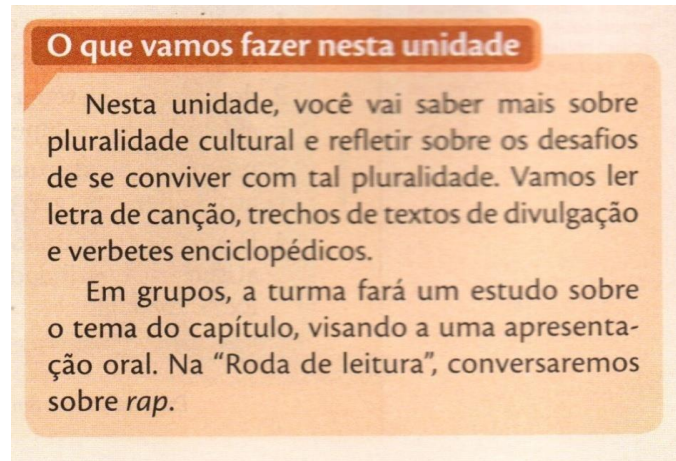 O que vamos fazer nesta unidade
Nesta unidade, você vai saber mais sobre
pluralidade cultural e refletir sobre os desafios
de se conviver com tal pluralidade. Vamos ler
letra de canção, trechos de textos de divulgação
e verbetes enciclopédicos.
Em grupos, a turma fará um estudo sobre
o tema do capítulo, visando a uma apresenta-
ção oral. Na “Roda de leitura”, conversaremos
sobre rap.